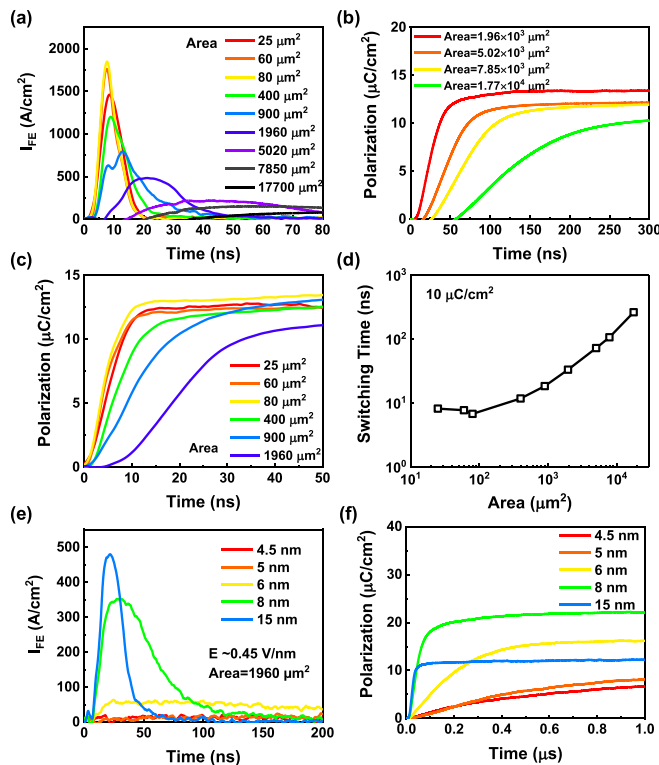 (a)
I_FE (A/cm²)
2000
1500
1000
500
0
Area
25 μm²
60 μm²
80 μm²
400 μm²
900 μm²
1960 μm²
5020 μm²
7850 μm²
17700 μm²
0 10 20 30 40 50 60 70 80
Time (ns)
(b)
Polarization (μC/cm²)
20
15
10
5
0
Area=1.96×10³ μm²
Area=5.02×10³ μm²
Area=7.85×10³ μm²
Area=1.77×10⁴ μm²
0 50 100 150 200 250 300
Time (ns)
(c)
Polarization (μC/cm²)
15
10
5
0
25 μm²
60 μm²
80 μm²
400 μm²
900 μm²
1960 μm²
Area
0 10 20 30 40 50
Time (ns)
(d)
Switching Time (ns)
10³
10²
10¹
10⁰
10 μC/cm²
10¹ 10² 10³ 10⁴
Area (μm²)
(e)
I_FE (A/cm²)
500
400
300
200
100
0
4.5 nm
5 nm
6 nm
8 nm
15 nm
E ~0.45 V/nm
Area=1960 μm²
0 50 100 150 200
Time (ns)
(f)
Polarization (μC/cm²)
40
30
20
10
0
4.5 nm
5 nm
6 nm
8 nm
15 nm
0.0 0.2 0.4 0.6 0.8 1.0
Time (μs)